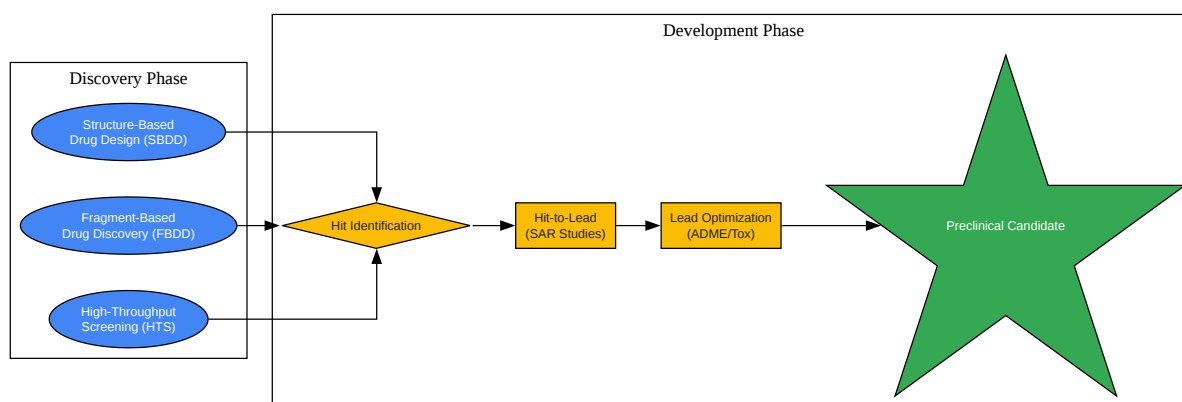 Development Phase
Discovery Phase
Structure-Based
Drug Design (SBDD)
Fragment-Based
Drug Discovery (FBDD)
High-Throughput
Screening (HTS)
Hit Identification
Hit-to-Lead
(SAR Studies)
Lead Optimization
(ADME/Tox)
Preclinical Candidate